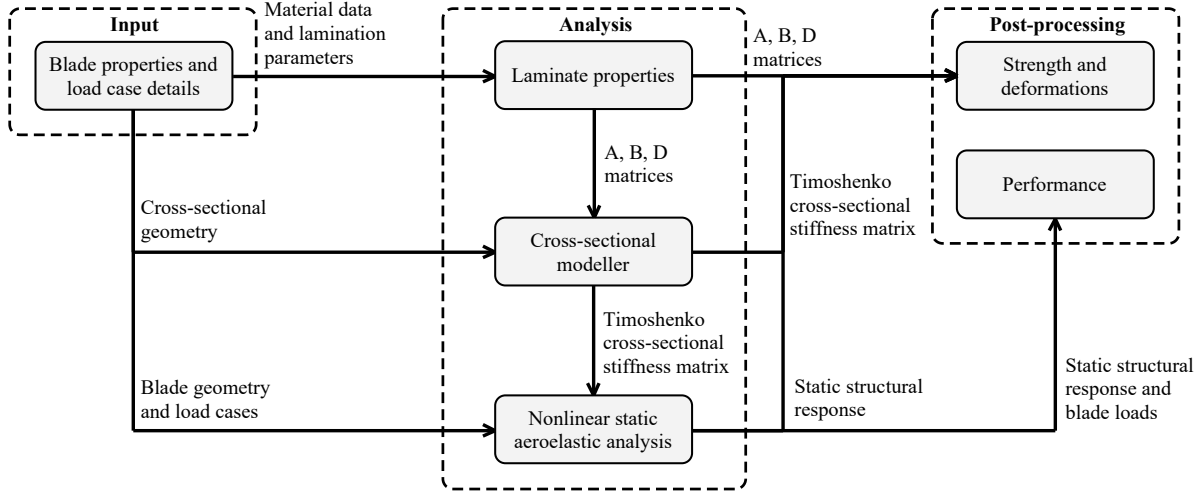 Input
Blade properties and
load case details
Material data
and lamination
parameters
Analysis
Laminate properties
A, B, D
matrices
Post-processing
Strength and
deformations
A, B, D
matrices
Performance
Timoshenko
cross-sectional
stiffness matrix
Cross-sectional
geometry
Cross-sectional
modeller
Timoshenko
cross-sectional
stiffness matrix
Blade geometry
and load cases
Nonlinear static
aeroelastic analysis
Static structural
response
Static structural
response and
blade loads